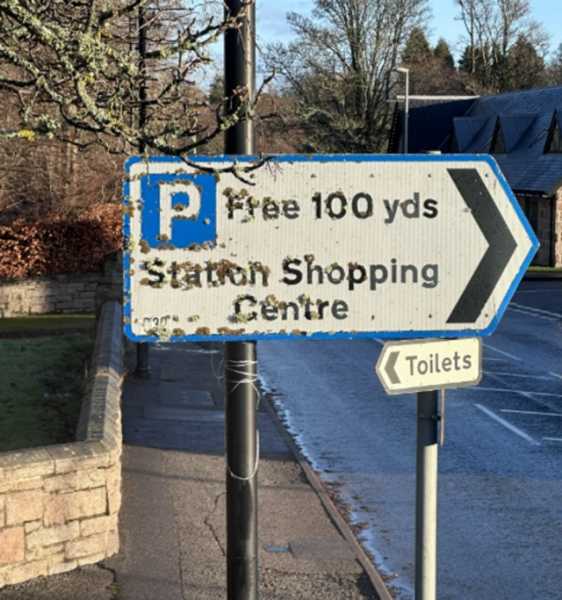 P Free 100 yds
Station Shopping
Centre
Toilets